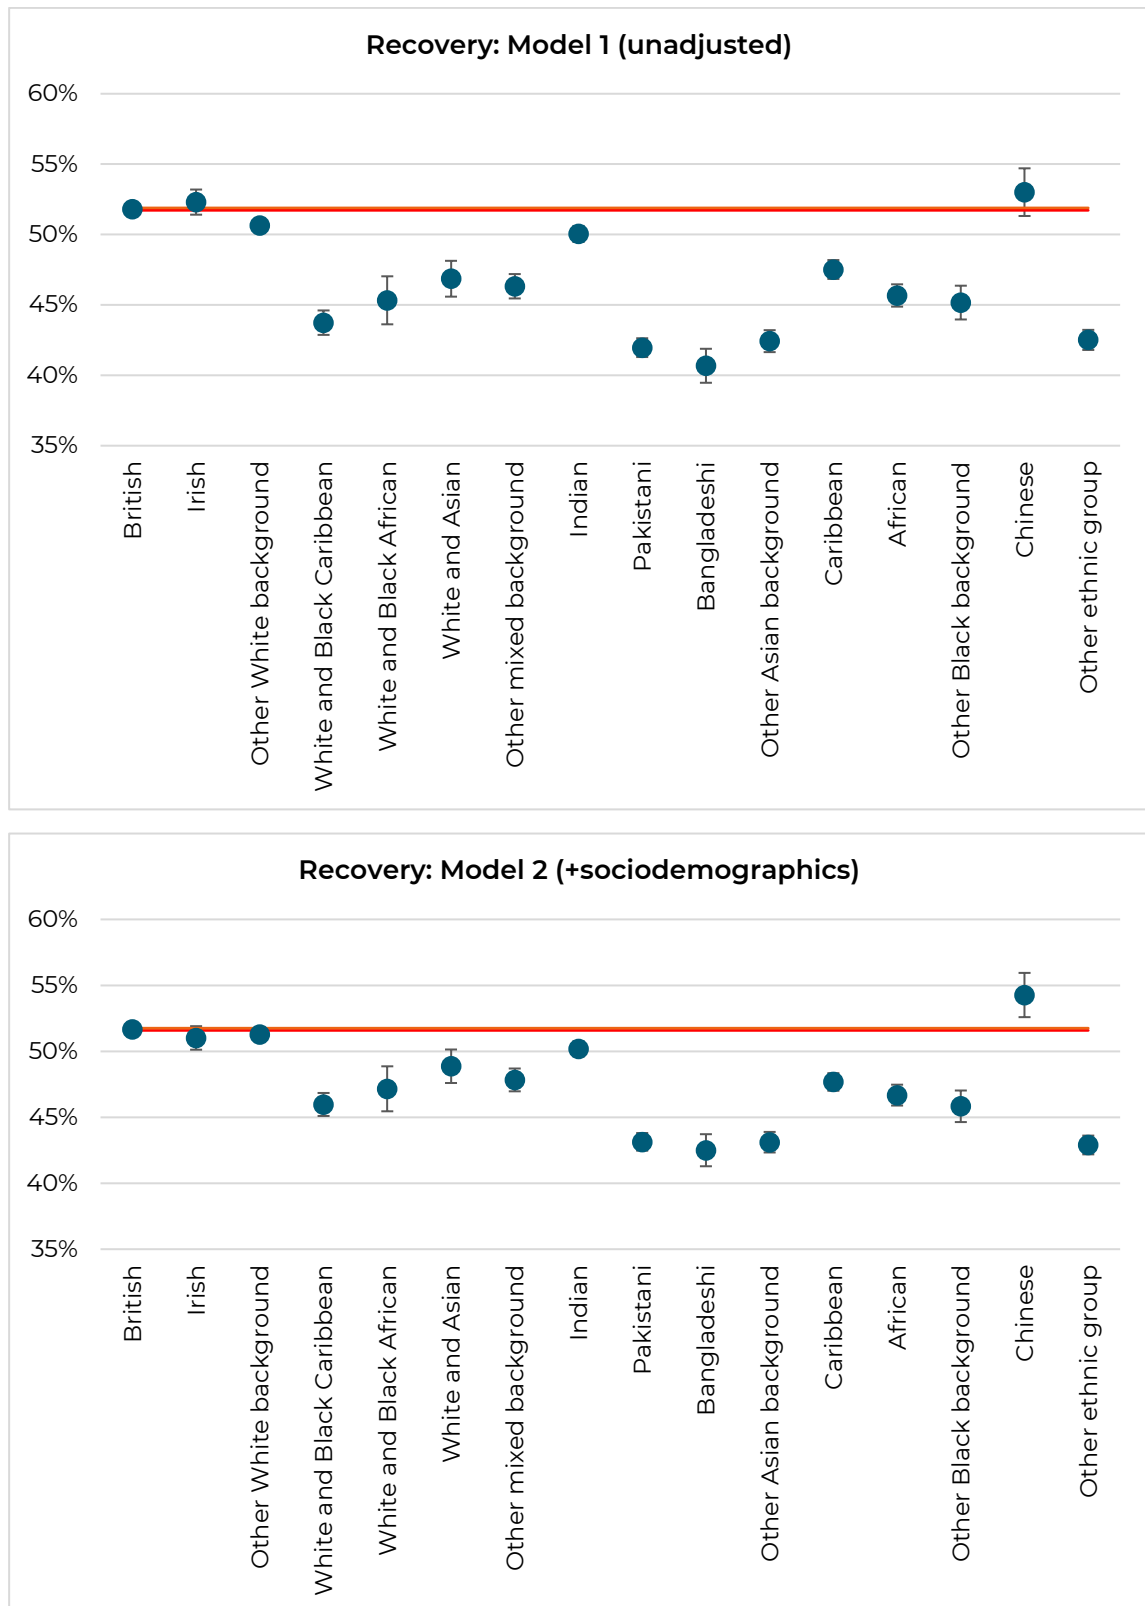 Recovery: Model 1 (unadjusted)
60%
55%
50%
45%
40%
35%
British
Irish
Other White background
White and Black Caribbean
White and Black African
White and Asian
Other mixed background
Indian
Pakistani
Bangladeshi
Other Asian background
Caribbean
African
Other Black background
Chinese
Other ethnic group
Recovery: Model 2 (+sociodemographics)
60%
55%
50%
45%
40%
35%
British
Irish
Other White background
White and Black Caribbean
White and Black African
White and Asian
Other mixed background
Indian
Pakistani
Bangladeshi
Other Asian background
Caribbean
African
Other Black background
Chinese
Other ethnic group